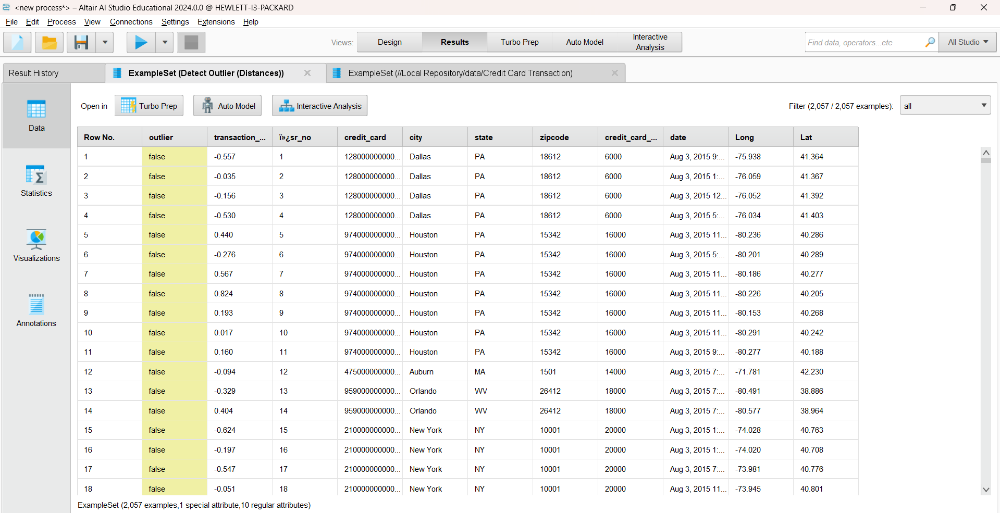 <new process*> – Altair AI Studio Educational 2024.0.0 @ HEWLETT-I3-PACKARD
File Edit Process View Connections Settings Extensions Help
Views: Design Results Turbo Prep Auto Model Interactive Analysis Find data, operators...etc All Studio
Result History ExampleSet (Detect Outlier (Distances)) ExampleSet (//Local Repository/data/Credit Card Transaction)
Open in Turbo Prep Auto Model Interactive Analysis Filter (2,057 / 2,057 examples): all
Data
Statistics
Visualizations
Annotations
Row No. outlier transaction_... ï»¿sr_no credit_card city state zipcode credit_card_... date Long Lat
1 false -0.557 1 128000000000... Dallas PA 18612 6000 Aug 3, 2015 9:... -75.938 41.364
2 false -0.035 2 128000000000... Dallas PA 18612 6000 Aug 3, 2015 1:... -76.059 41.367
3 false -0.156 3 128000000000... Dallas PA 18612 6000 Aug 3, 2015 12... -76.052 41.392
4 false -0.530 4 128000000000... Dallas PA 18612 6000 Aug 3, 2015 5:... -76.034 41.403
5 false 0.440 5 974000000000... Houston PA 15342 16000 Aug 3, 2015 11... -80.236 40.286
6 false -0.276 6 974000000000... Houston PA 15342 16000 Aug 3, 2015 5:... -80.201 40.289
7 false 0.567 7 974000000000... Houston PA 15342 16000 Aug 3, 2015 11... -80.186 40.277
8 false 0.824 8 974000000000... Houston PA 15342 16000 Aug 3, 2015 11... -80.226 40.205
9 false 0.193 9 974000000000... Houston PA 15342 16000 Aug 3, 2015 11... -80.153 40.268
10 false 0.017 10 974000000000... Houston PA 15342 16000 Aug 3, 2015 11... -80.291 40.242
11 false 0.160 11 974000000000... Houston PA 15342 16000 Aug 3, 2015 9:... -80.277 40.188
12 false -0.094 12 475000000000... Auburn MA 1501 14000 Aug 3, 2015 7:... -71.781 42.230
13 false -0.329 13 959000000000... Orlando WV 26412 18000 Aug 3, 2015 7:... -80.491 38.886
14 false 0.404 14 959000000000... Orlando WV 26412 18000 Aug 3, 2015 7:... -80.577 38.964
15 false -0.624 15 210000000000... New York NY 10001 20000 Aug 3, 2015 1:... -74.028 40.763
16 false -0.197 16 210000000000... New York NY 10001 20000 Aug 3, 2015 1:... -74.020 40.708
17 false -0.547 17 210000000000... New York NY 10001 20000 Aug 3, 2015 7:... -73.981 40.776
18 false -0.051 18 210000000000... New York NY 10001 20000 Aug 3, 2015 11... -73.945 40.801
ExampleSet (2,057 examples,1 special attribute,10 regular attributes)